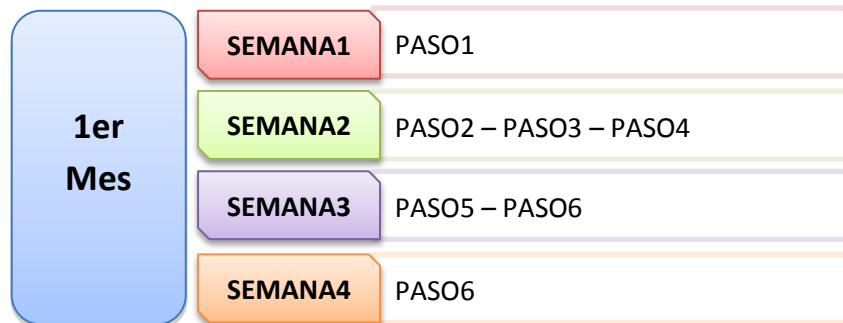 1er
Mes
SEMANA1
PASO1
SEMANA2
PASO2 – PASO3 – PASO4
SEMANA3
PASO5 – PASO6
SEMANA4
PASO6